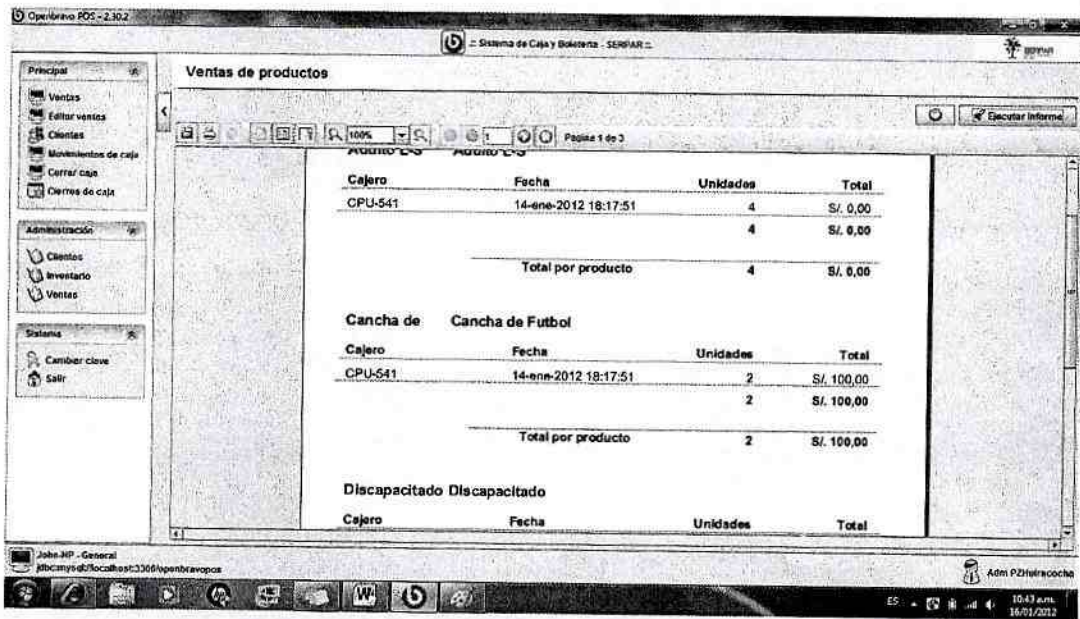 Openbravo POS - 2.30.2
.:: Sistema de Caja y Boletería - SERPAR ::.
Principal
Ventas
Editar ventas
Clientes
Movimientos de caja
Cerrar caja
Cierres de caja
Administración
Clientes
Inventario
Ventas
Sistema
Cambiar clave
Salir
Ventas de productos
Ejecutar informe
100%
1
Página 1 de 3
Adulto L-S Adulto L-S
Cajero Fecha Unidades Total
CPU-541 14-ene-2012 18:17:51 4 S/. 0,00
4 S/. 0,00
Total por producto 4 S/. 0,00
Cancha de Cancha de Futbol
Cajero Fecha Unidades Total
CPU-541 14-ene-2012 18:17:51 2 S/. 100,00
2 S/. 100,00
Total por producto 2 S/. 100,00
Discapacitado Discapacitado
Cajero Fecha Unidades Total
John-HP - General
jdbc:mysql://localhost:3306/openbravopos
Adm PZHuiracocha
ES
10:43 a.m.
16/01/2012